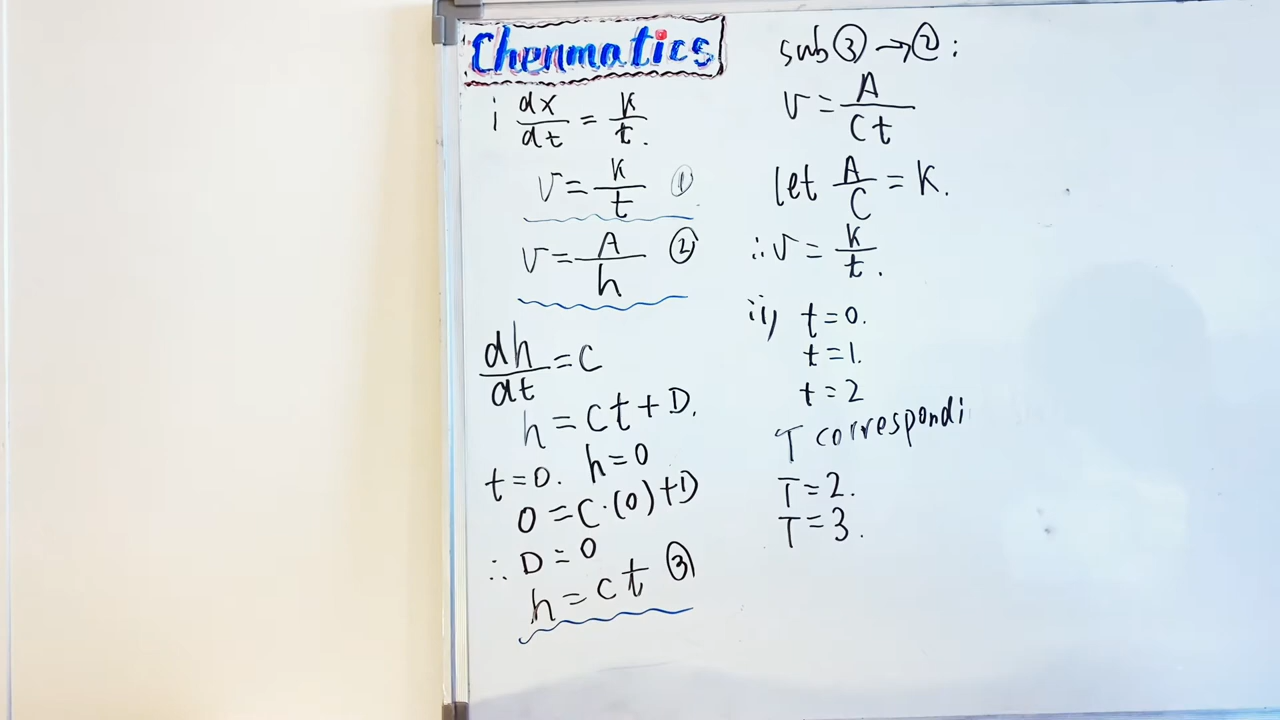 Chenmatics
i dx/dt = k/t.
v = k/t ①
v = A/h ②
dh/dt = C
h = Ct + D.
t = 0. h = 0
0 = C·(0) + D
∴ D = 0
h = Ct ③
sub ③ → ② :
v = A/Ct
let A/C = K.
∴ v = k/t.
ii) t = 0.
t = 1.
t = 2
T correspondi
T = 2.
T = 3.